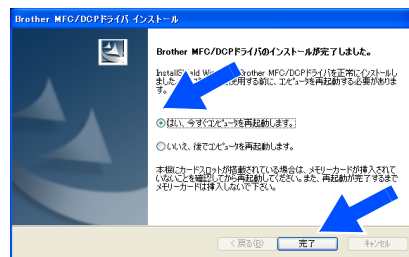 Brother MFC/DCPドライバ インストール
Brother MFC/DCPドライバのインストールが完了しました。
InstallShield Wi Brother MFC/DCPドライバを正常にインストールし
ました。 使用する前に、コンピュータを再起動する必要がありま
す。
はい、今すぐコンピュータを再起動します。
いいえ、後でコンピュータを再起動します。
本機にカードスロットが搭載されている場合は、メモリーカードが挿入されて
いないことを確認してから再起動してください。また、再起動が完了するまで
メモリーカードは挿入しないで下さい。
< 戻る(B)
完了
キャンセル